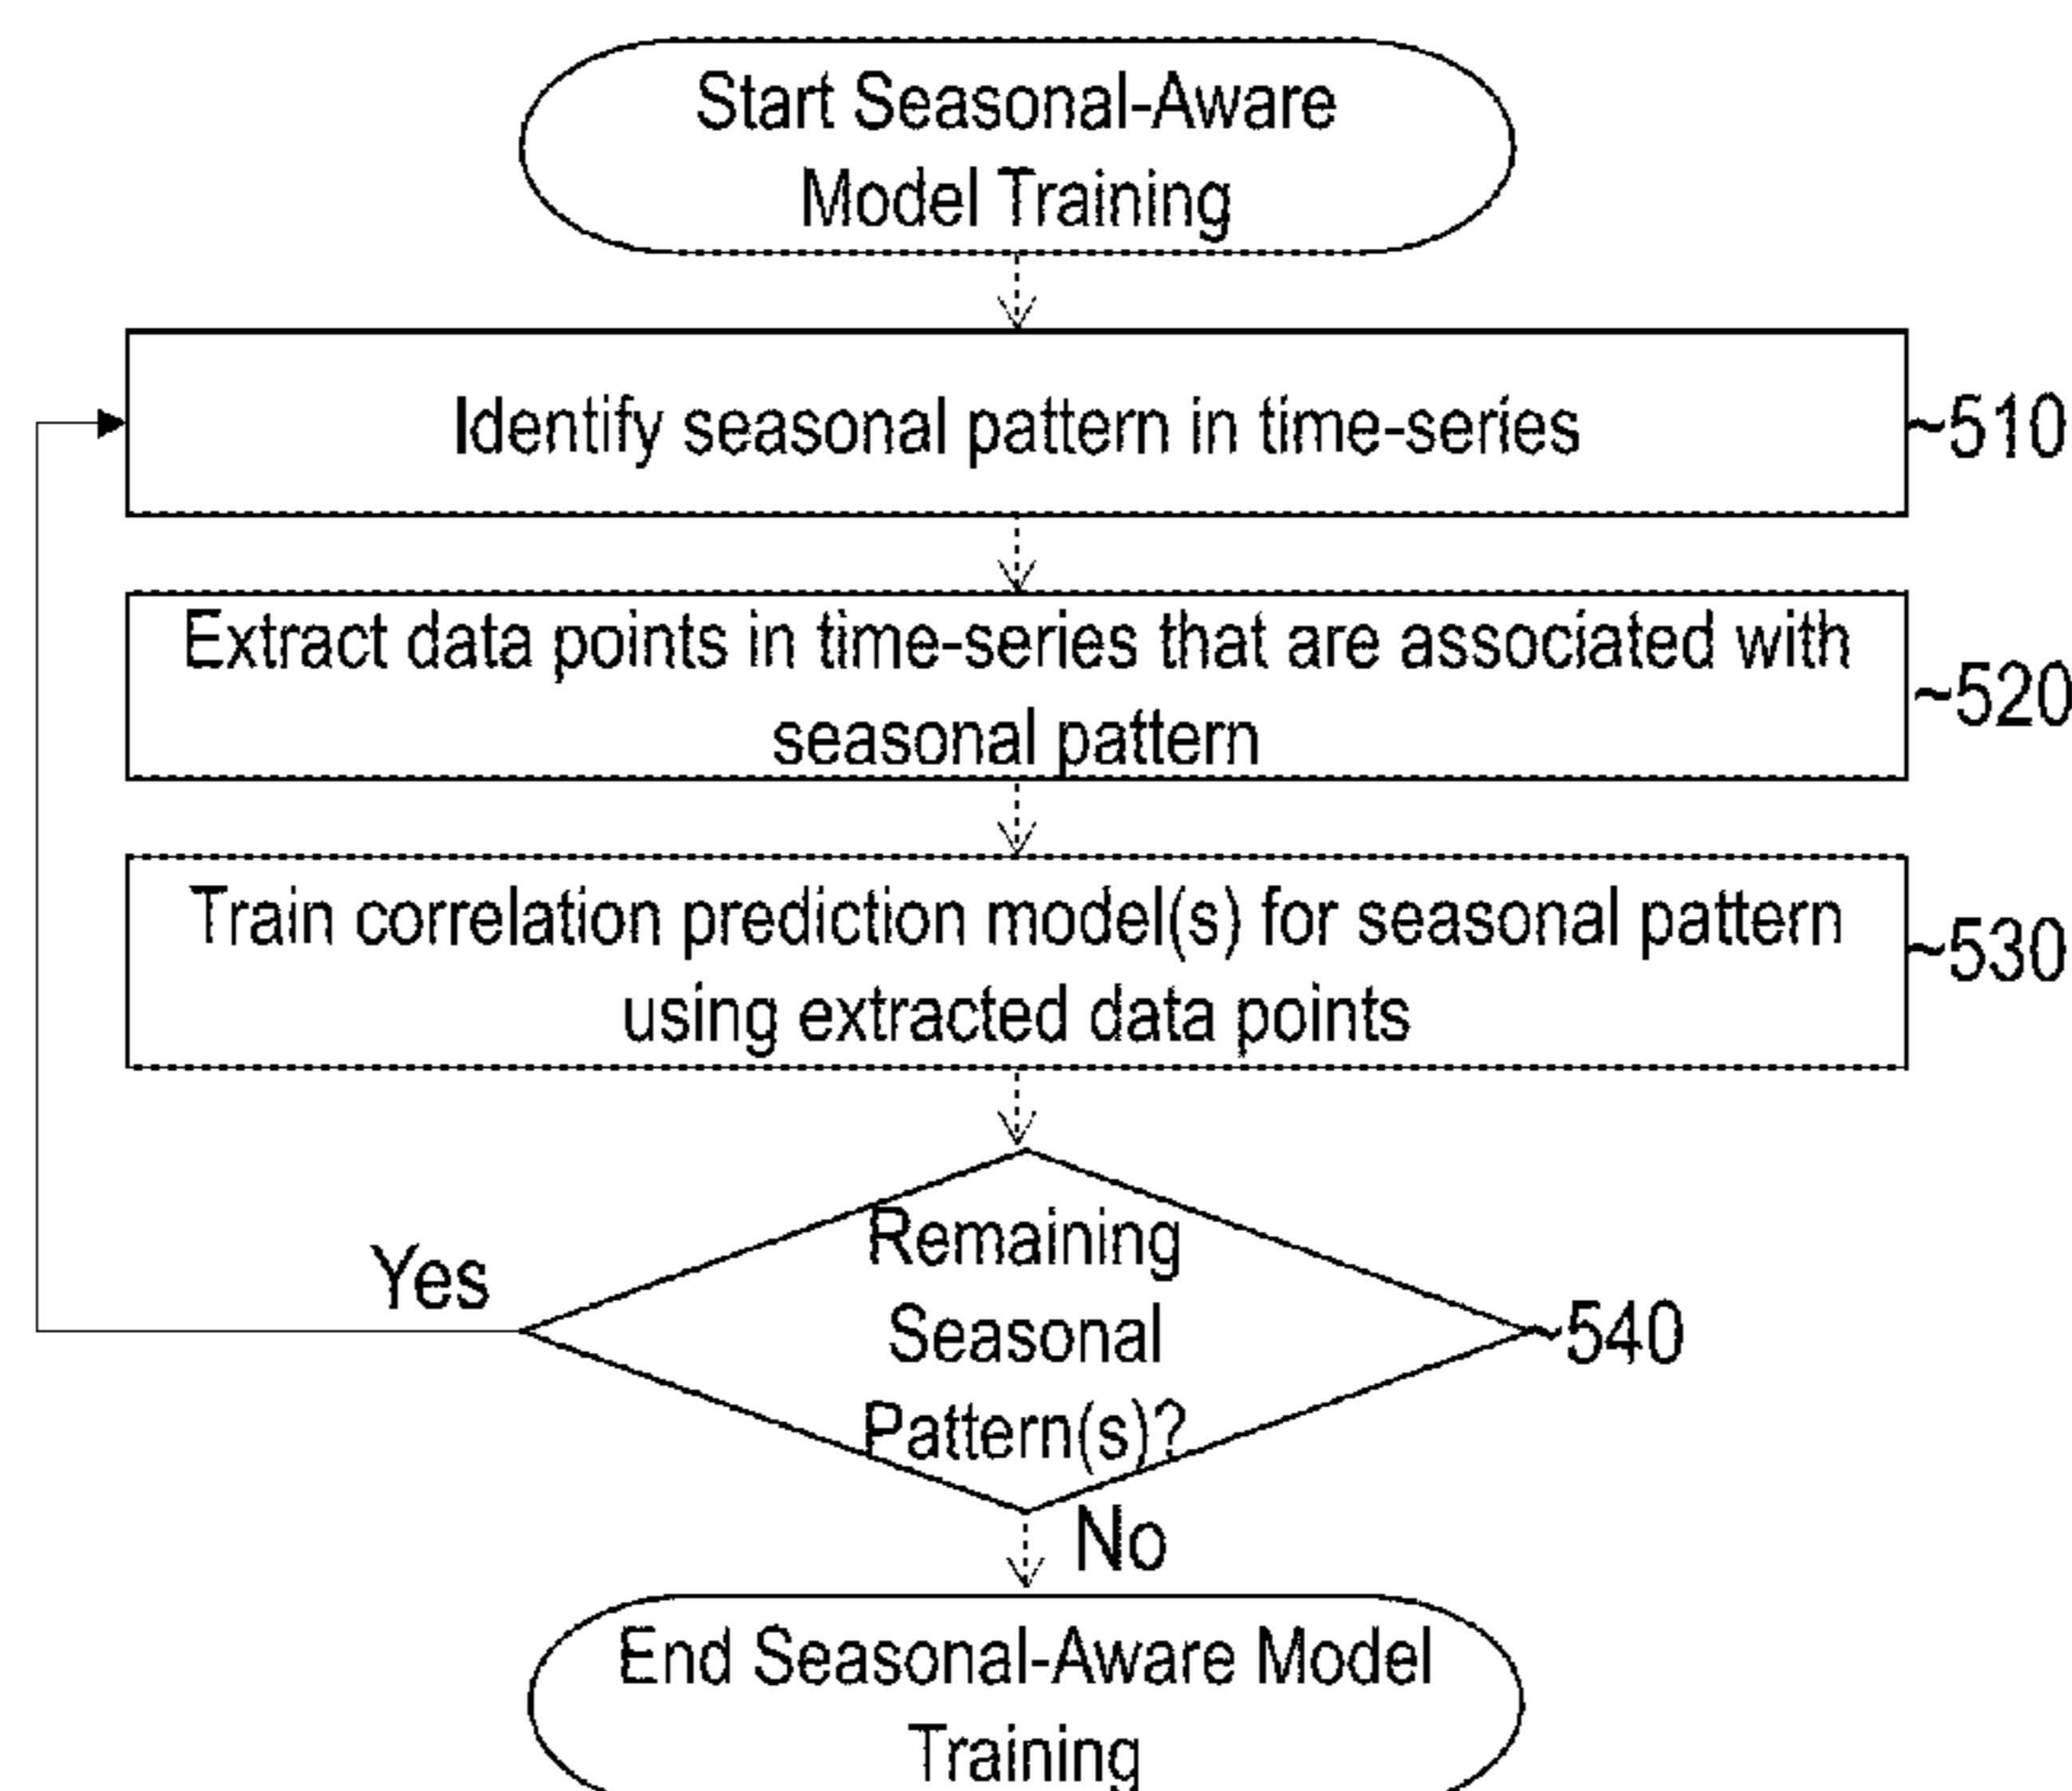 Start Seasonal-Aware
Model Training
Identify seasonal pattern in time-series
~510
Extract data points in time-series that are associated with
seasonal pattern
~520
Train correlation prediction model(s) for seasonal pattern
using extracted data points
~530
Remaining
Seasonal
Pattern(s)?
~540
Yes
No
End Seasonal-Aware Model
Training